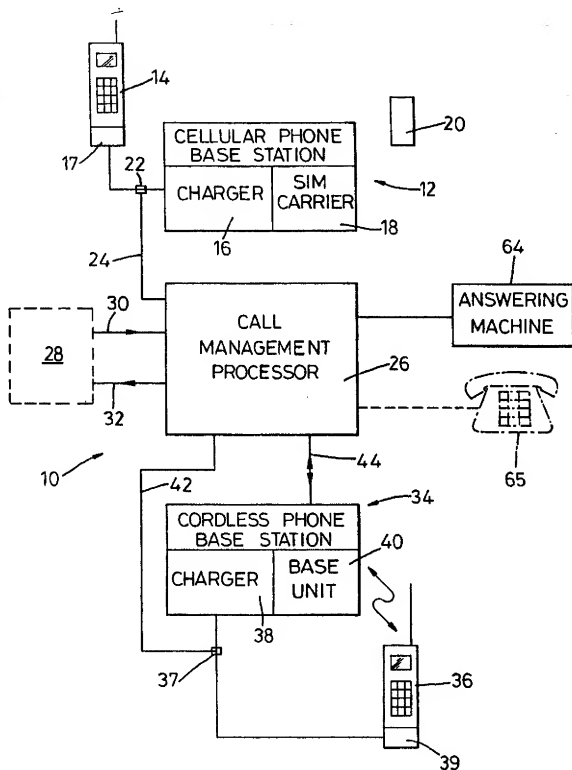 14
17
22
CELLULAR PHONE
BASE STATION
CHARGER
SIM
CARRIER
16
18
20
12
24
30
28
32
CALL
MANAGEMENT
PROCESSOR
26
64
ANSWERING
MACHINE
65
10
42
44
34
CORDLESS PHONE
BASE STATION
CHARGER
BASE
UNIT
40
38
37
36
39